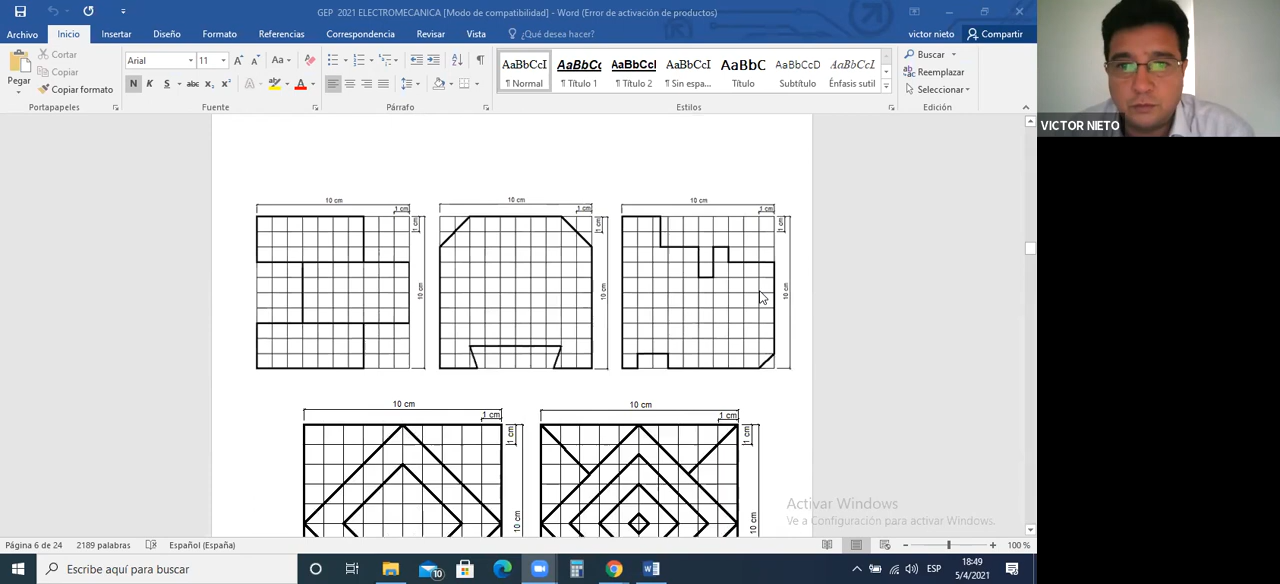 GEP 2021 ELECTROMECANICA [Modo de compatibilidad] - Word (Error de activación de productos)
Archivo Inicio Insertar Diseño Formato Referencias Correspondencia Revisar Vista ¿Qué desea hacer? victor nieto Compartir
Pegar
Cortar
Copiar
Copiar formato
Arial 11 Aa
N K S abc x₂ x² A A
AaBbCcI AaBbCc AaBbCcI AaBbCcI AaBbC AaBbCcD AaBbCcI
¶ Normal ¶ Título 1 ¶ Título 2 ¶ Sin espa... Título Subtítulo Énfasis sutil
Buscar
Reemplazar
Seleccionar
Portapapeles Fuente Párrafo Estilos Edición
VICTOR NIETO
10 cm 10 cm 10 cm
1 cm 1 cm 1 cm
1 cm 1 cm 1 cm
10 cm 10 cm 10 cm
10 cm 10 cm
1 cm 1 cm
1 cm 1 cm
10 cm 10 cm
Activar Windows
Ve a Configuración para activar Windows.
Página 6 de 24 2189 palabras Español (España) 100 %
Escribe aquí para buscar
10
ESP
18:49
5/4/2021